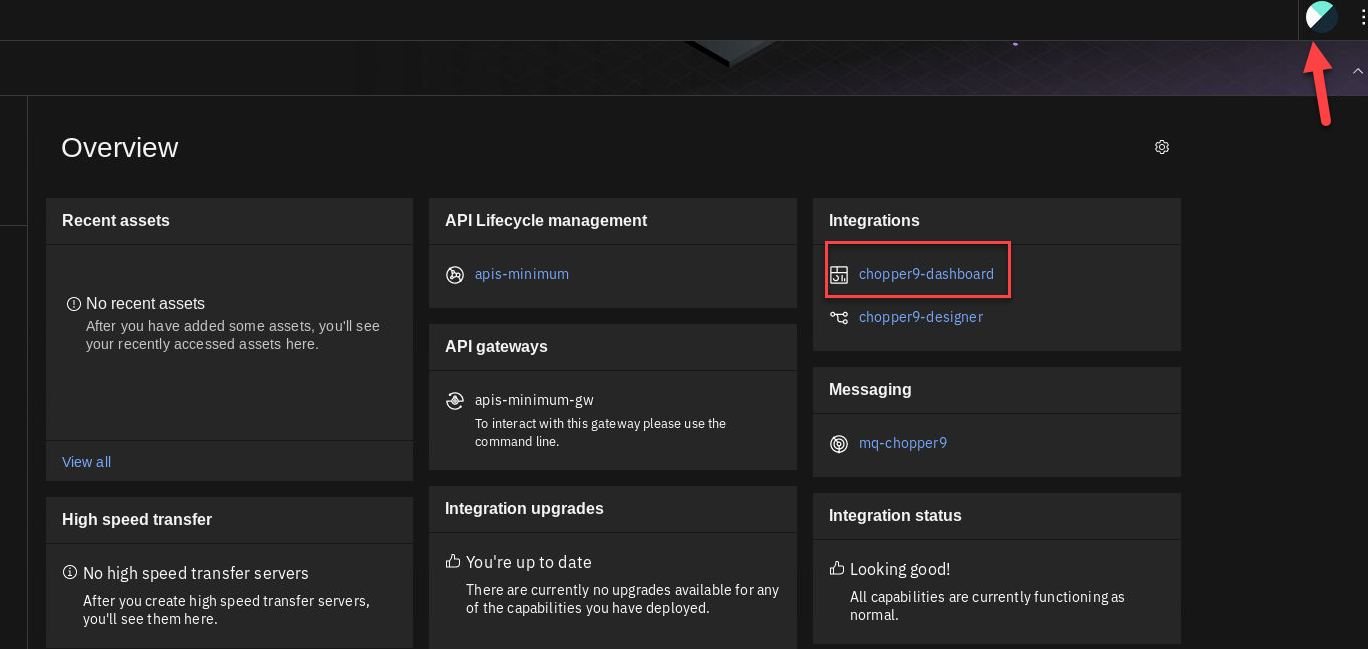 Overview
Recent assets
No recent assets
After you have added some assets, you'll see
your recently accessed assets here.
View all
High speed transfer
No high speed transfer servers
After you create high speed transfer servers,
you'll see them here.
API Lifecycle management
apis-minimum
API gateways
apis-minimum-gw
To interact with this gateway please use the
command line.
Integration upgrades
You're up to date
There are currently no upgrades available for any
of the capabilities you have deployed.
Integrations
chopper9-dashboard
chopper9-designer
Messaging
mq-chopper9
Integration status
Looking good!
All capabilities are currently functioning as
normal.